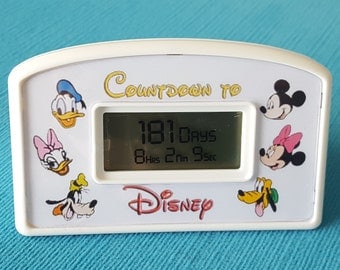 COUNTDOWN TO
181 DAYS
8 HRS 2 MIN 9 SEC
DISNEY